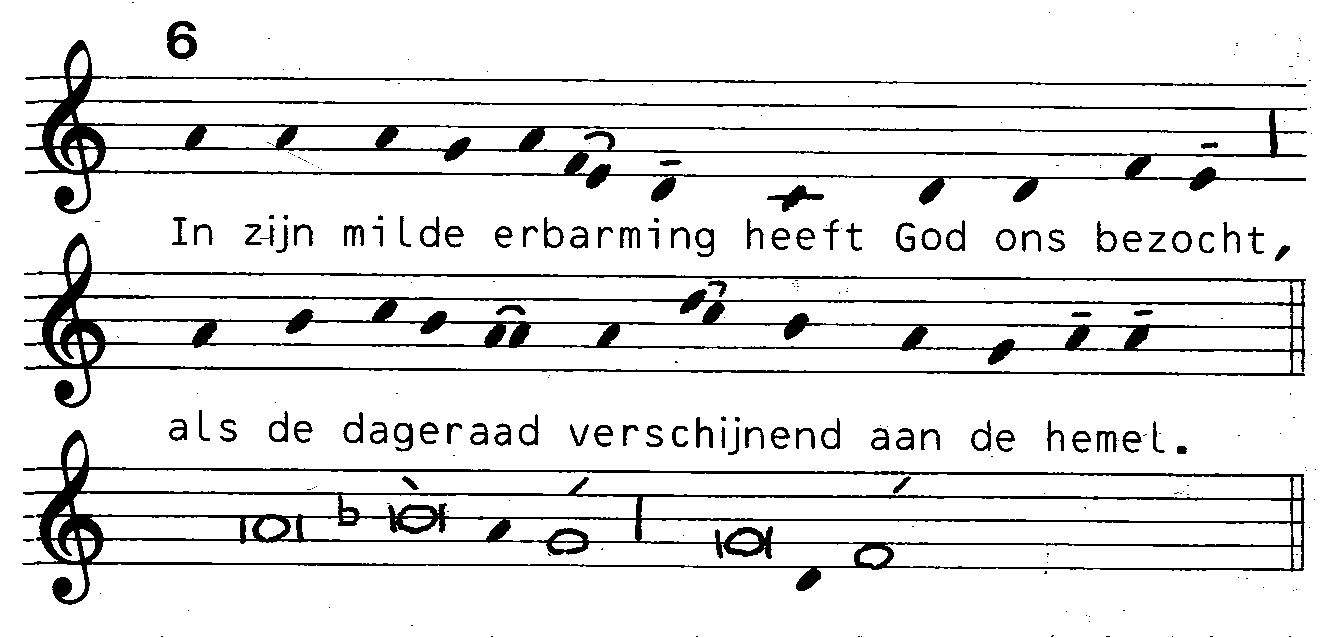 6
In zijn milde erbarming heeft God ons bezocht,
als de dageraad verschijnend aan de hemel.